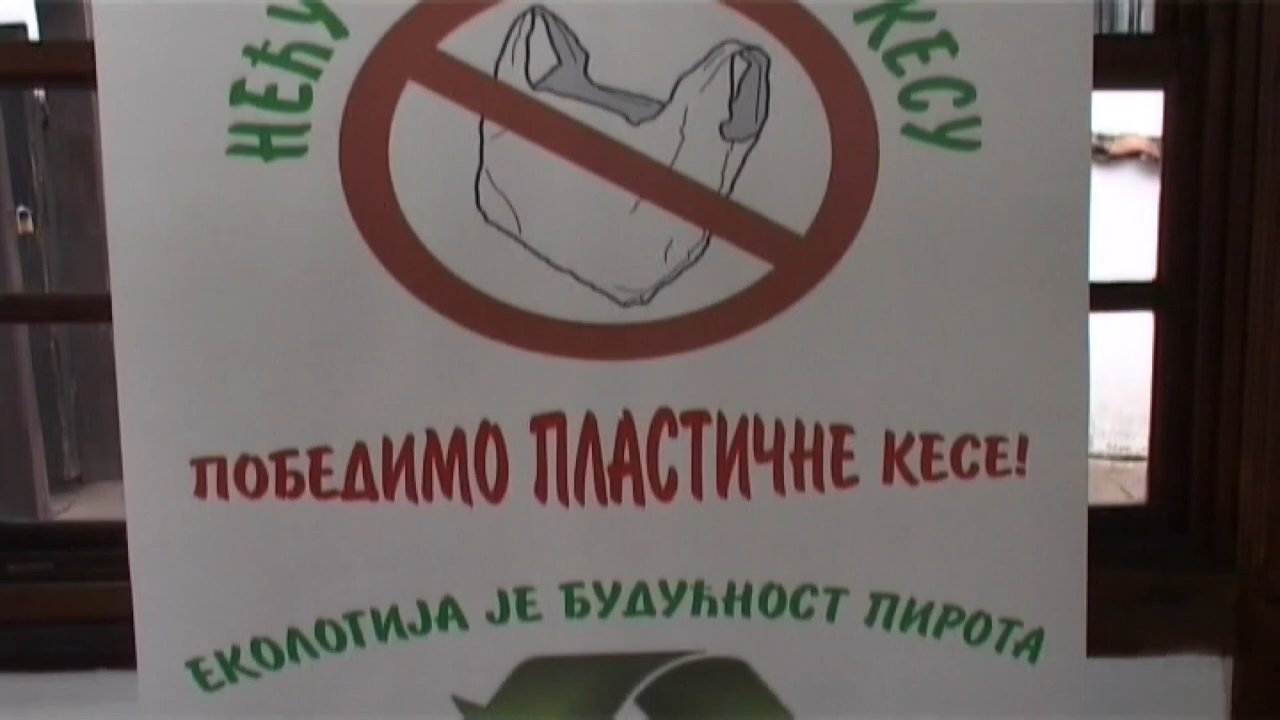 НЕЋУ КЕСУ
ПОБЕДИМО ПЛАСТИЧНЕ КЕСЕ!
ЕКОЛОГИЈА ЈЕ БУДУЋНОСТ ПИРОТА